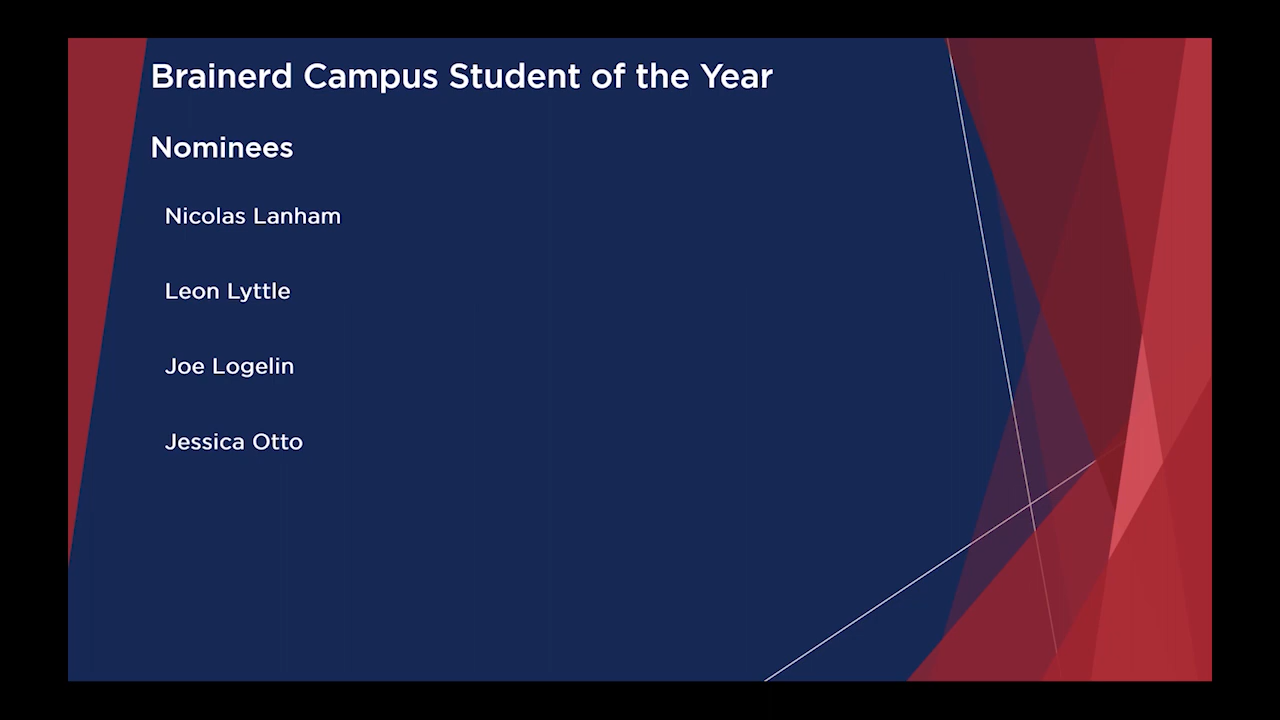 Brainerd Campus Student of the Year
Nominees
Nicolas Lanham
Leon Lyttle
Joe Logelin
Jessica Otto